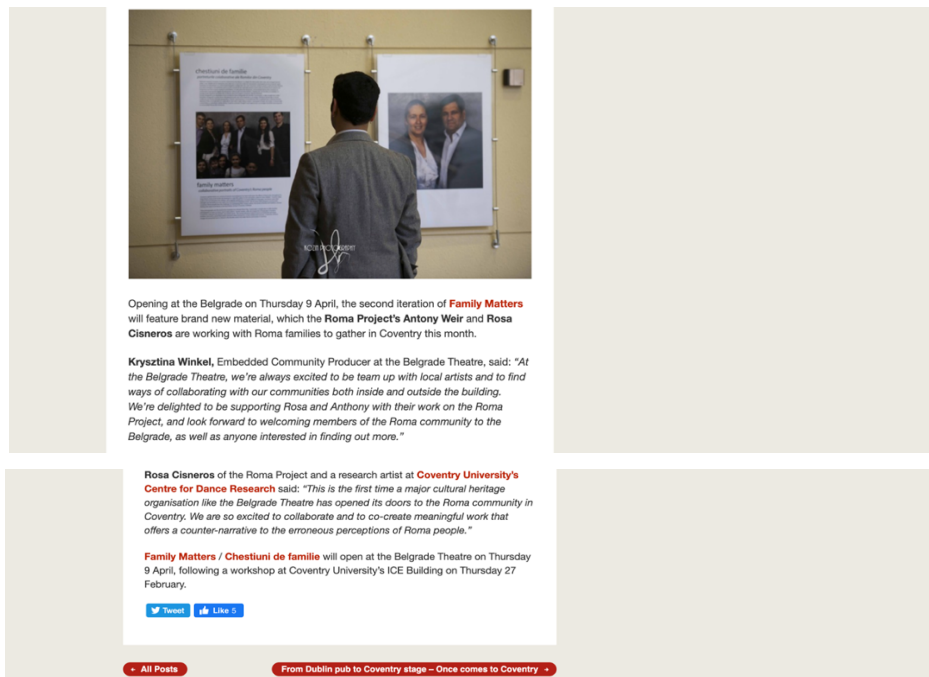 chestiuni de familie
family matters
Opening at the Belgrade on Thursday 9 April, the second iteration of Family Matters
will feature brand new material, which the Roma Project’s Antony Weir and Rosa
Cisneros are working with Roma families to gather in Coventry this month.
Krysztina Winkel, Embedded Community Producer at the Belgrade Theatre, said: “At
the Belgrade Theatre, we’re always excited to be team up with local artists and to find
ways of collaborating with our communities both inside and outside the building.
We’re delighted to be supporting Rosa and Anthony with their work on the Roma
Project, and look forward to welcoming members of the Roma community to the
Belgrade, as well as anyone interested in finding out more.”
Rosa Cisneros of the Roma Project and a research artist at Coventry University’s
Centre for Dance Research said: “This is the first time a major cultural heritage
organisation like the Belgrade Theatre has opened its doors to the Roma community in
Coventry. We are so excited to collaborate and to co-create meaningful work that
offers a counter-narrative to the erroneous perceptions of Roma people.”
Family Matters / Chestiuni de familie will open at the Belgrade Theatre on Thursday
9 April, following a workshop at Coventry University’s ICE Building on Thursday 27
February.
Tweet Like 5
← All Posts From Dublin pub to Coventry stage – Once comes to Coventry →